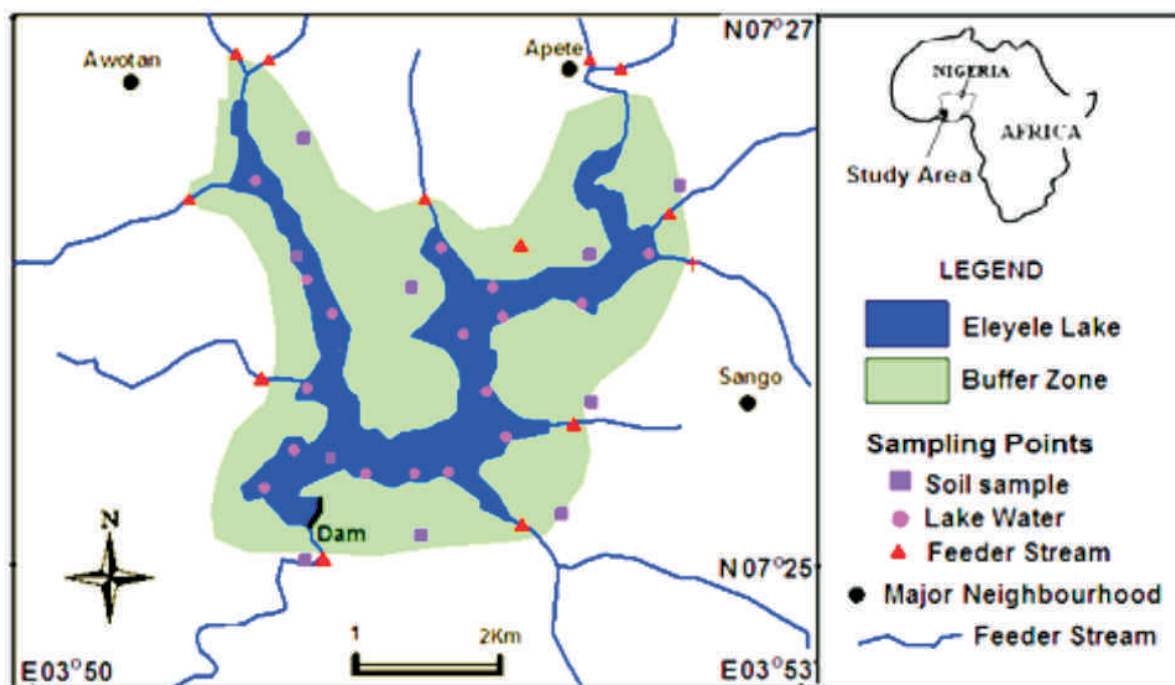 N07°27
Awotan
Apete
NIGERIA
AFRICA
Study Area
LEGEND
Eleyele Lake
Buffer Zone
Sango
Sampling Points
Soil sample
Lake Water
Feeder Stream
Major Neighbourhood
Feeder Stream
N
Dam
N07°25
1 2Km
E03°50
E03°53